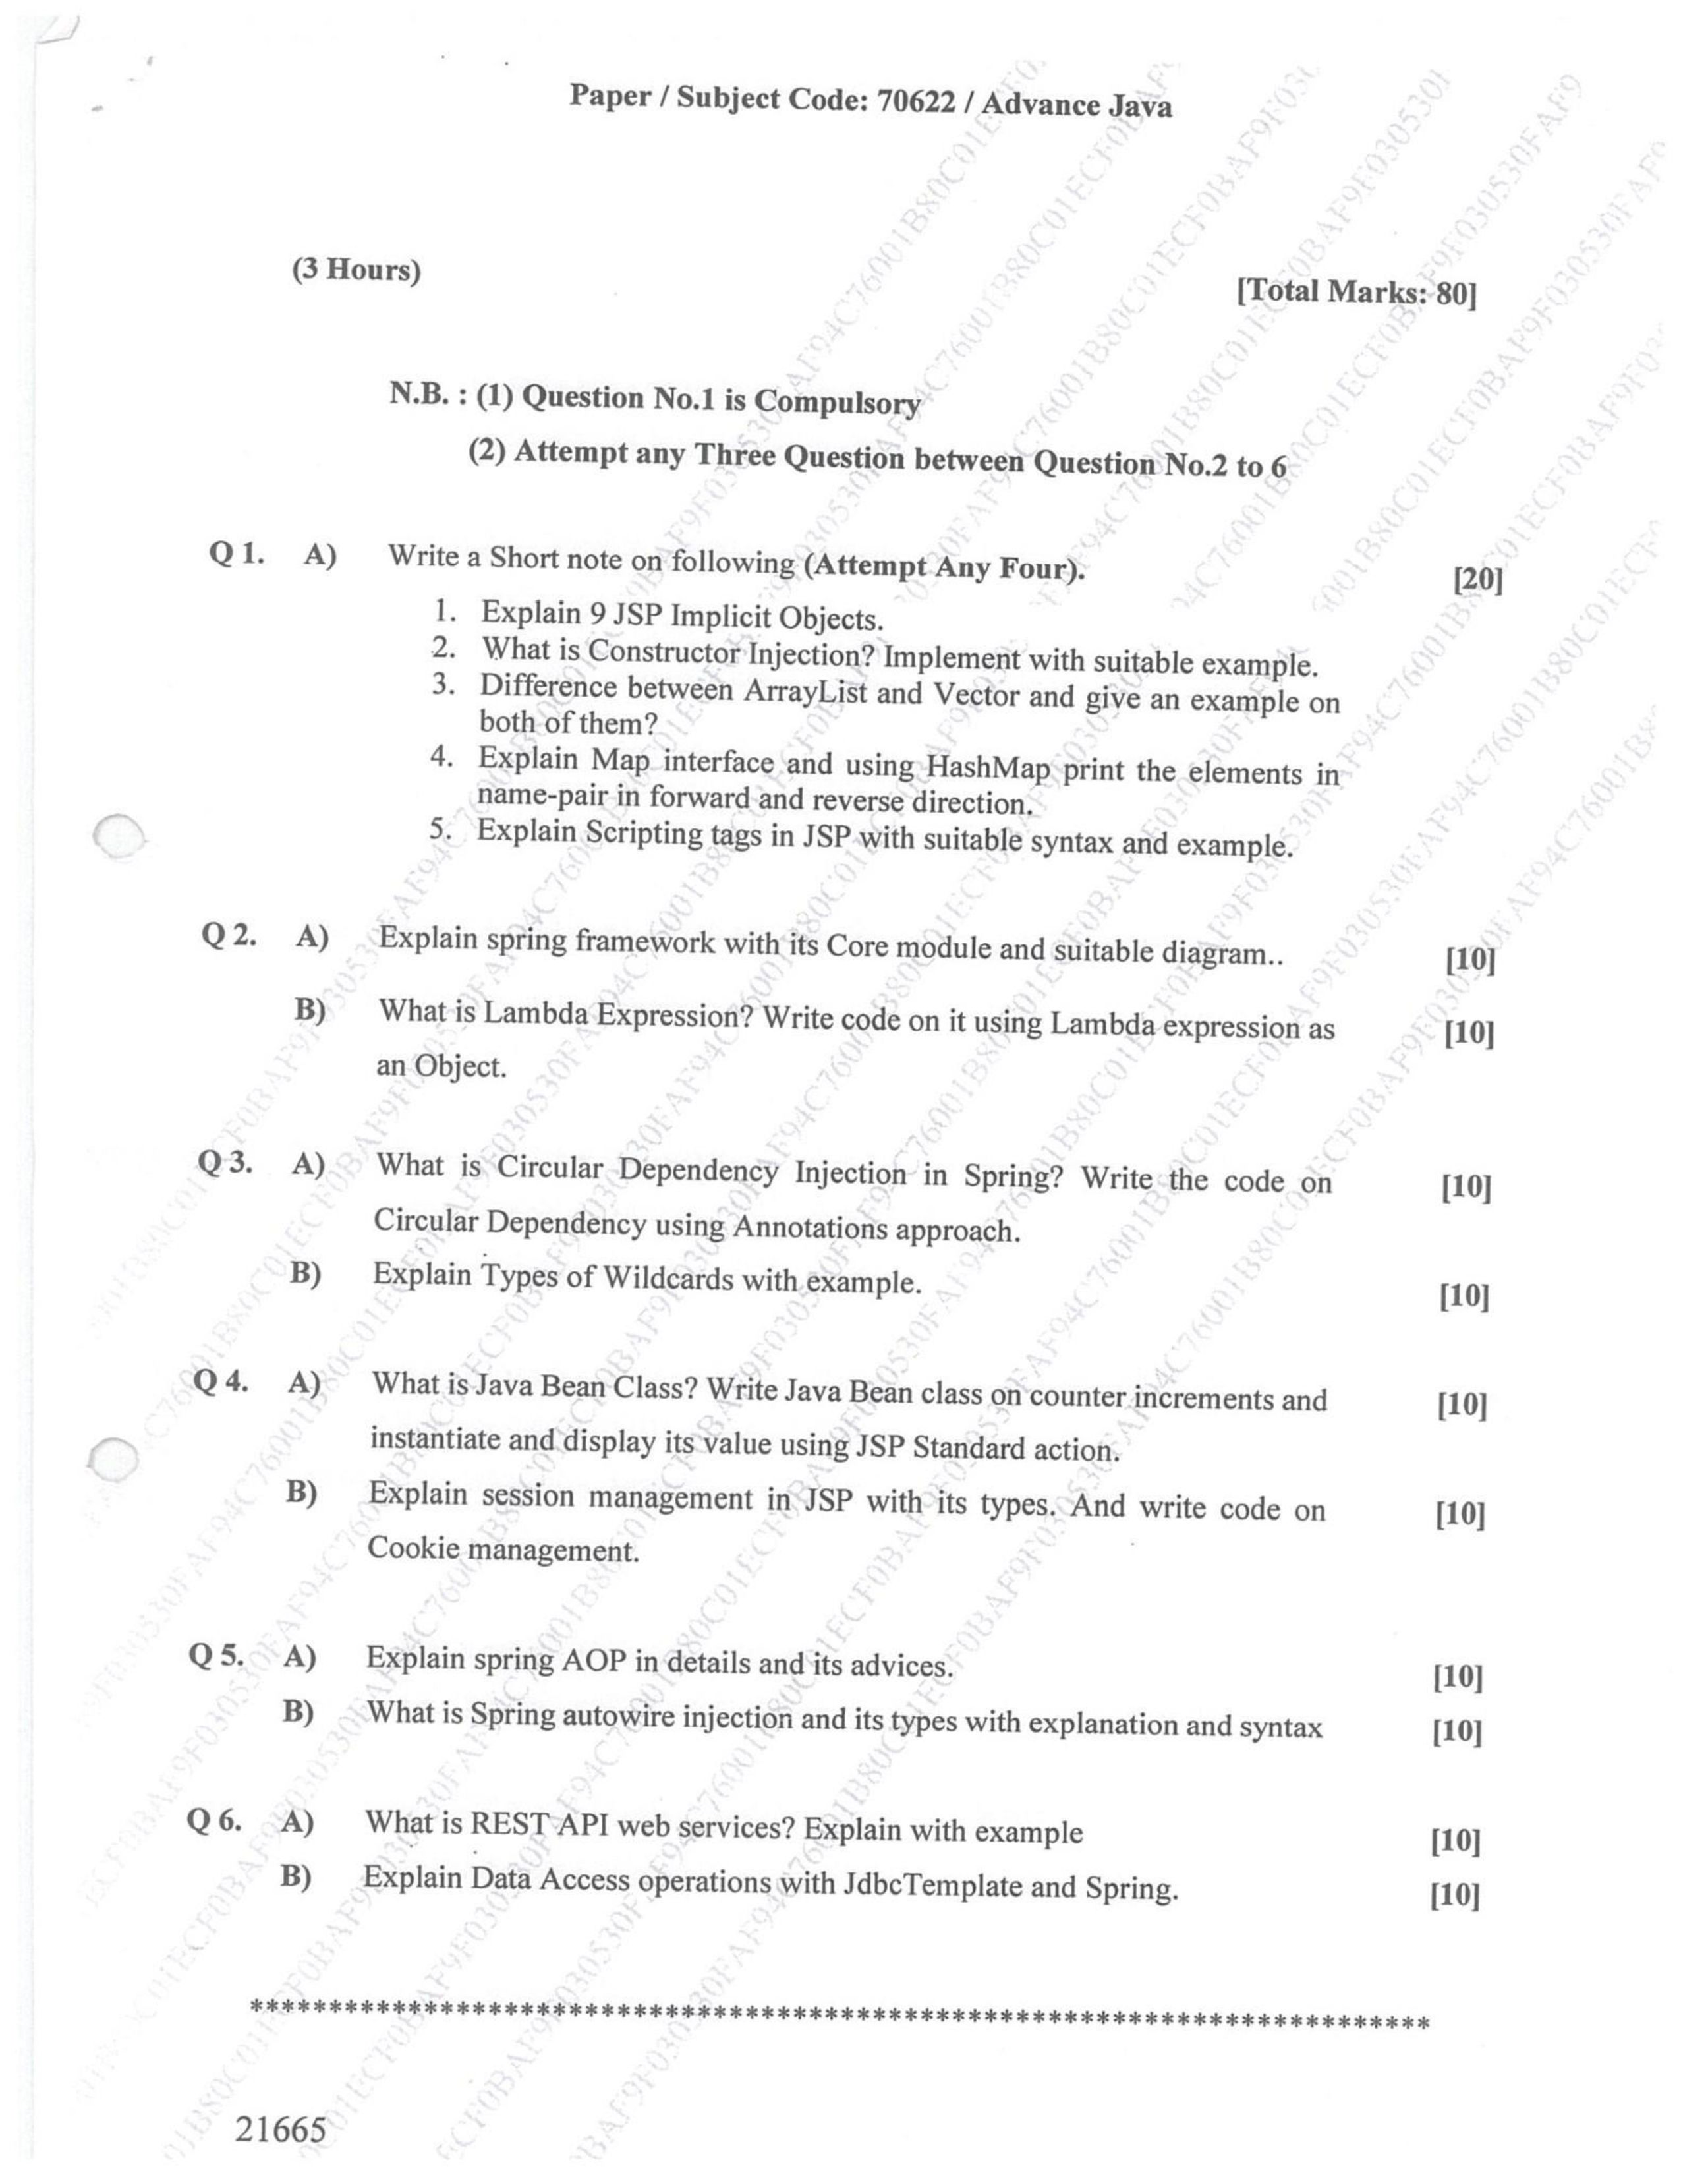 Paper / Subject Code: 70622 / Advance Java
(3 Hours)
[Total Marks: 80]
N.B. : (1) Question No.1 is Compulsory
(2) Attempt any Three Question between Question No.2 to 6
Q 1. A) Write a Short note on following (Attempt Any Four). [20]
1. Explain 9 JSP Implicit Objects.
2. What is Constructor Injection? Implement with suitable example.
3. Difference between ArrayList and Vector and give an example on
both of them?
4. Explain Map interface and using HashMap print the elements in
name-pair in forward and reverse direction.
5. Explain Scripting tags in JSP with suitable syntax and example.
Q 2. A) Explain spring framework with its Core module and suitable diagram.. [10]
B) What is Lambda Expression? Write code on it using Lambda expression as [10]
an Object.
Q 3. A) What is Circular Dependency Injection in Spring? Write the code on [10]
Circular Dependency using Annotations approach.
B) Explain Types of Wildcards with example. [10]
Q 4. A) What is Java Bean Class? Write Java Bean class on counter increments and [10]
instantiate and display its value using JSP Standard action.
B) Explain session management in JSP with its types. And write code on [10]
Cookie management.
Q 5. A) Explain spring AOP in details and its advices. [10]
B) What is Spring autowire injection and its types with explanation and syntax [10]
Q 6. A) What is REST API web services? Explain with example [10]
B) Explain Data Access operations with JdbcTemplate and Spring. [10]
**************************************************************************
21665